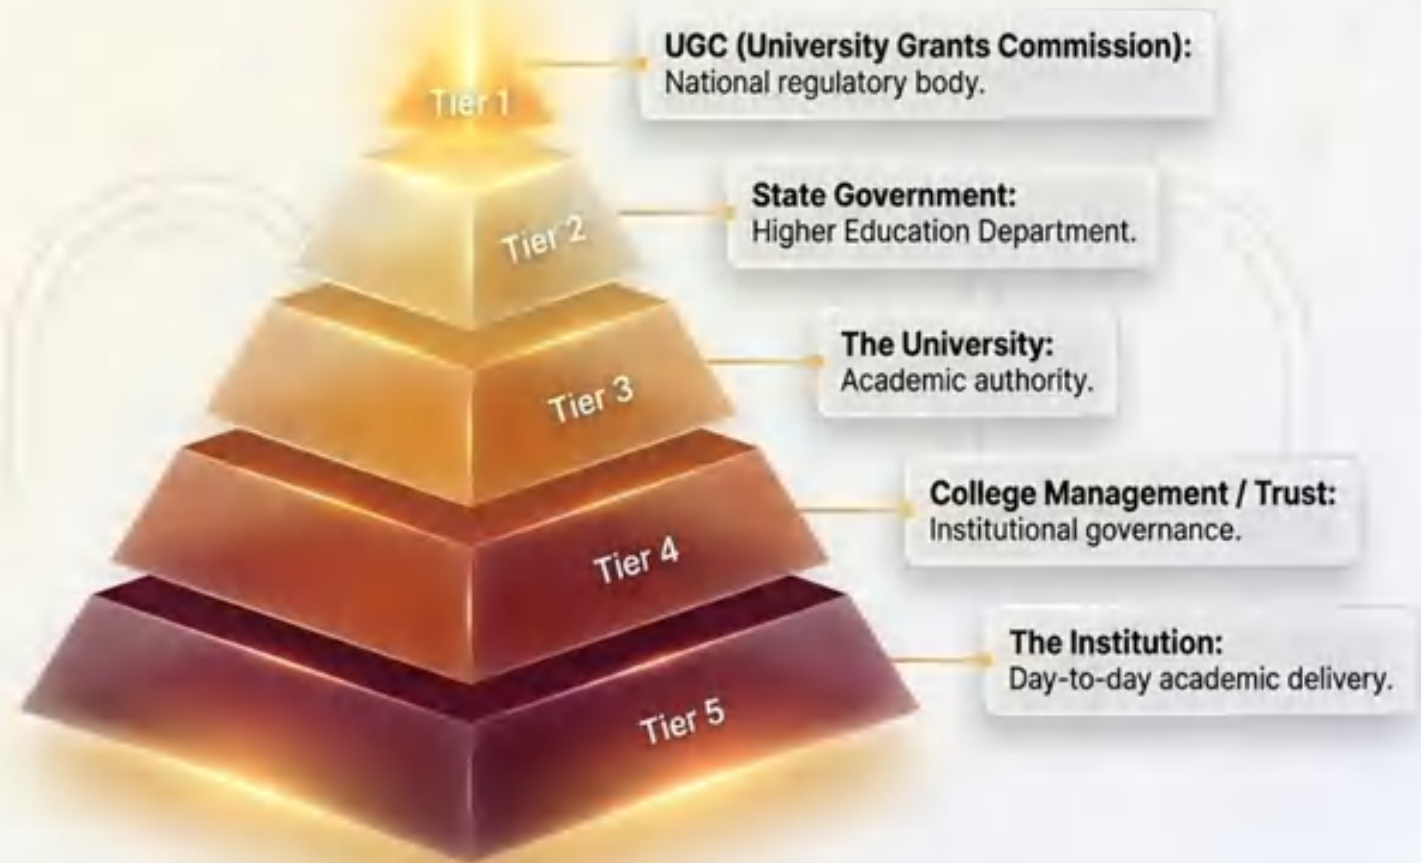 Tier 1
UGC (University Grants Commission):
National regulatory body.
Tier 2
State Government:
Higher Education Department.
Tier 3
The University:
Academic authority.
Tier 4
College Management / Trust:
Institutional governance.
Tier 5
The Institution:
Day-to-day academic delivery.